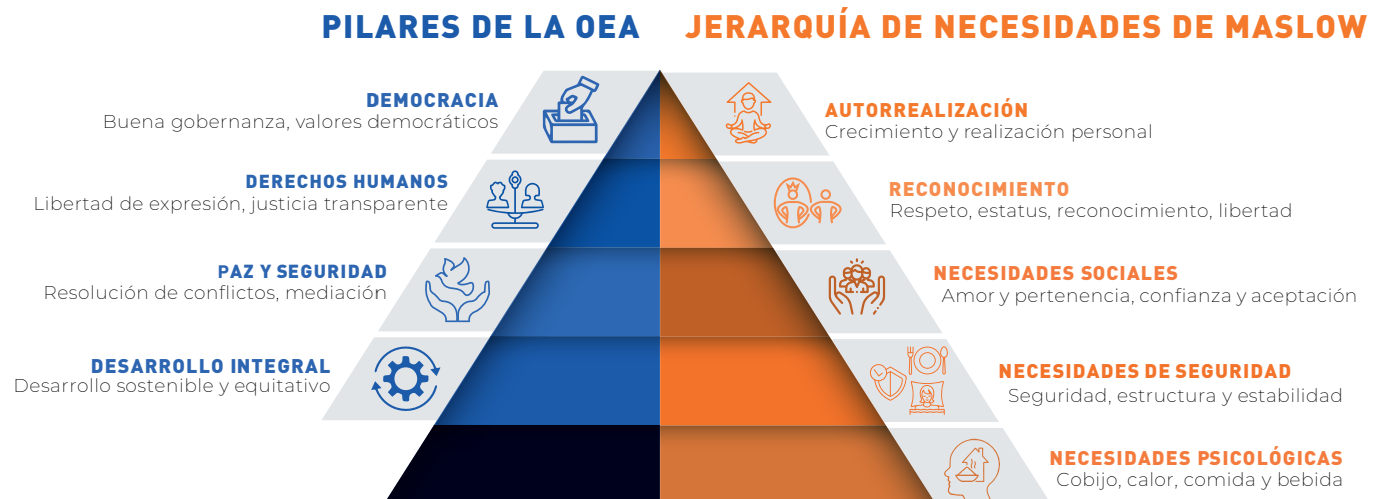 PILARES DE LA OEA
DEMOCRACIA
Buena gobernanza, valores democráticos
DERECHOS HUMANOS
Libertad de expresión, justicia transparente
PAZ Y SEGURIDAD
Resolución de conflictos, mediación
DESARROLLO INTEGRAL
Desarrollo sostenible y equitativo
JERARQUÍA DE NECESIDADES DE MASLOW
AUTORREALIZACIÓN
Crecimiento y realización personal
RECONOCIMIENTO
Respeto, estatus, reconocimiento, libertad
NECESIDADES SOCIALES
Amor y pertenencia, confianza y aceptación
NECESIDADES DE SEGURIDAD
Seguridad, estructura y estabilidad
NECESIDADES PSICOLÓGICAS
Cobijo, calor, comida y bebida